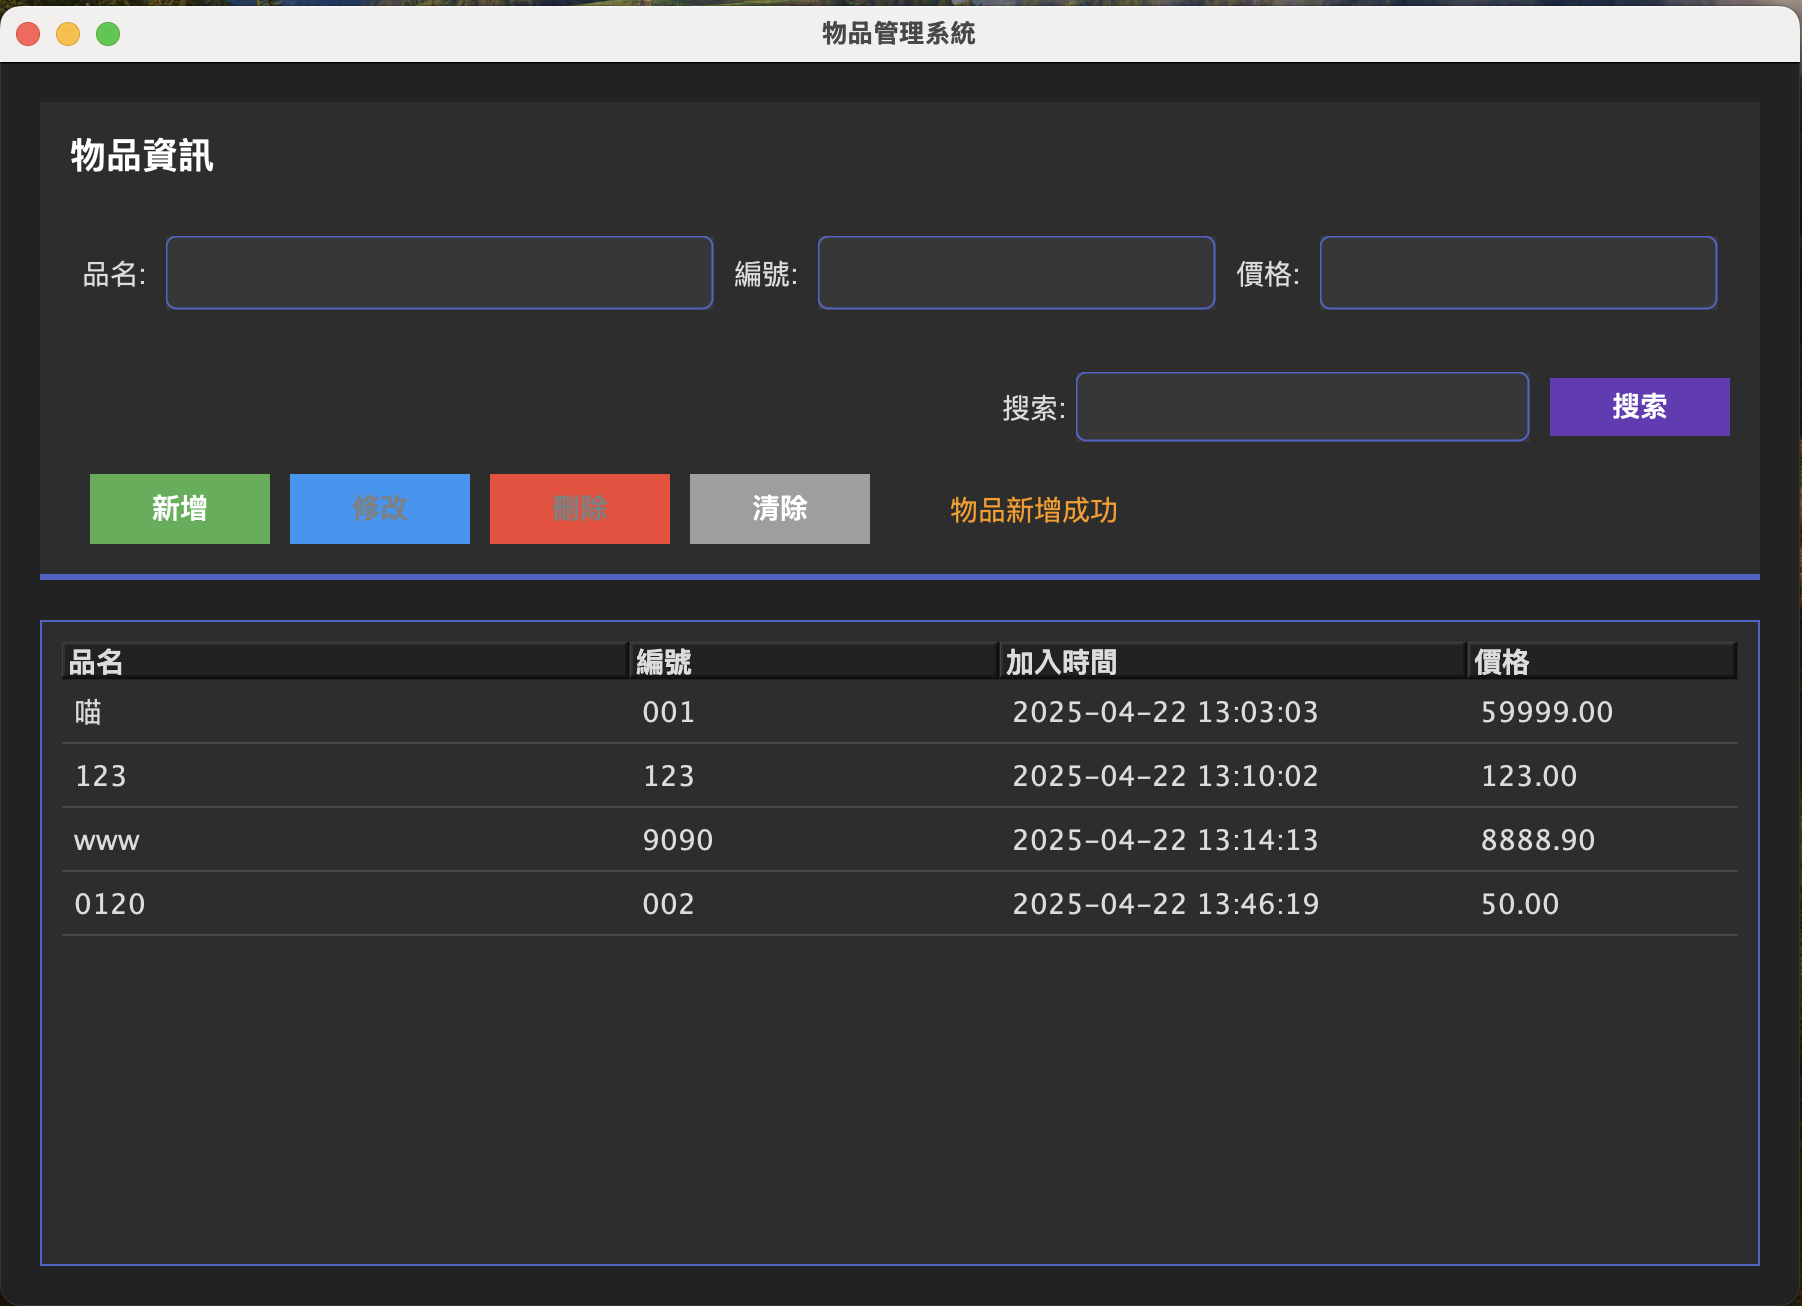 物品管理系統
物品資訊
品名: 編號: 價格:
搜索: 搜索
新增 修改 刪除 清除 物品新增成功
品名 編號 加入時間 價格
喵 001 2025-04-22 13:03:03 59999.00
123 123 2025-04-22 13:10:02 123.00
www 9090 2025-04-22 13:14:13 8888.90
0120 002 2025-04-22 13:46:19 50.00